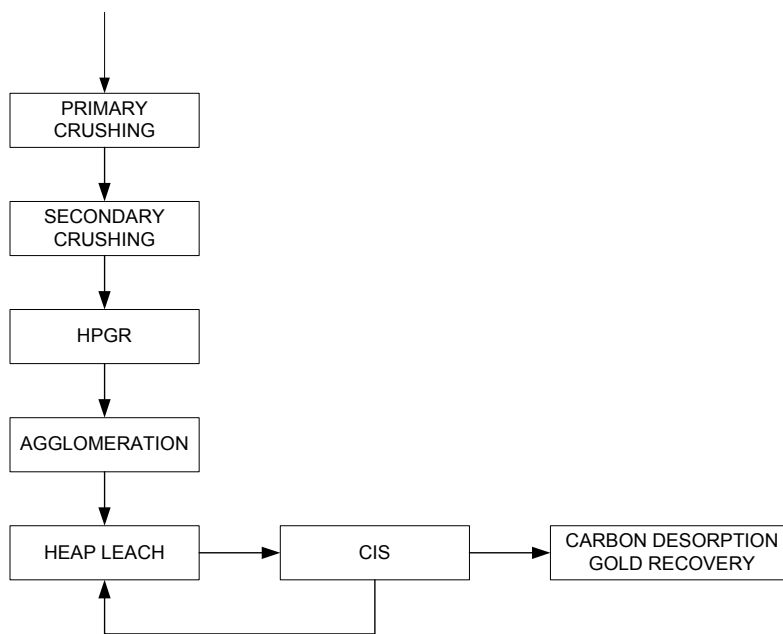 PRIMARY
CRUSHING
SECONDARY
CRUSHING
HPGR
AGGLOMERATION
HEAP LEACH
CIS
CARBON DESORPTION
GOLD RECOVERY